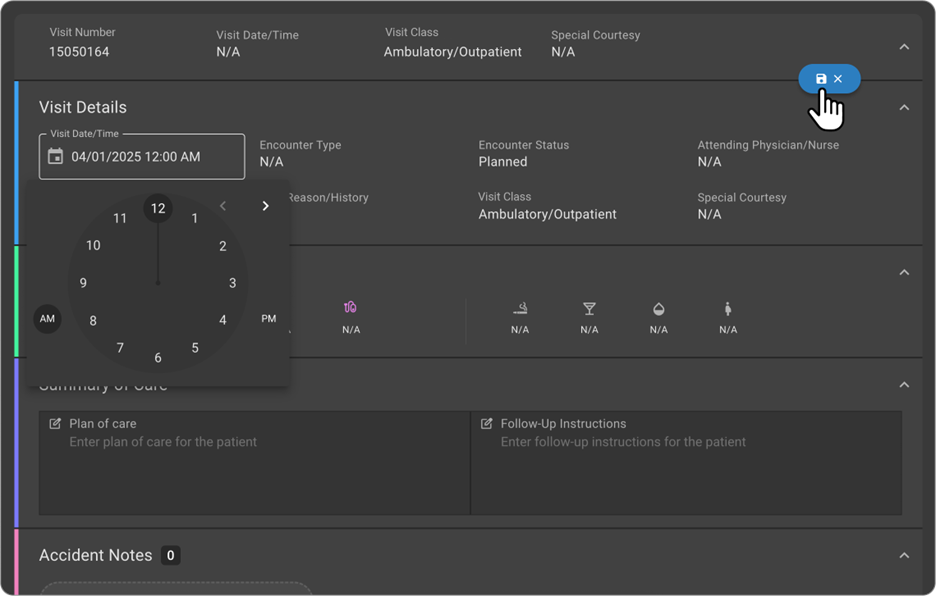 Visit Number
15050164
Visit Date/Time
N/A
Visit Class
Ambulatory/Outpatient
Special Courtesy
N/A
Visit Details
Visit Date/Time
04/01/2025 12:00 AM
Encounter Type
N/A
Encounter Status
Planned
Attending Physician/Nurse
N/A
Reason/History
Visit Class
Ambulatory/Outpatient
Special Courtesy
N/A
12
1
2
3
4
5
6
7
8
9
10
11
AM
PM
N/A
N/A
N/A
N/A
N/A
Summary of Care
Plan of care
Enter plan of care for the patient
Follow-Up Instructions
Enter follow-up instructions for the patient
Accident Notes 0